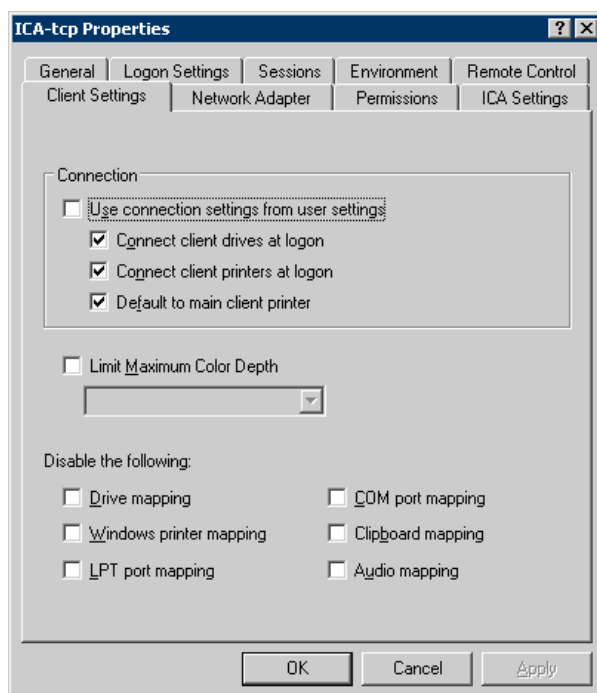 ICA-tcp Properties
General Logon Settings Sessions Environment Remote Control
Client Settings Network Adapter Permissions ICA Settings
Connection
Use connection settings from user settings
Connect client drives at logon
Connect client printers at logon
Default to main client printer
Limit Maximum Color Depth
Disable the following:
Drive mapping COM port mapping
Windows printer mapping Clipboard mapping
LPT port mapping Audio mapping
OK Cancel Apply